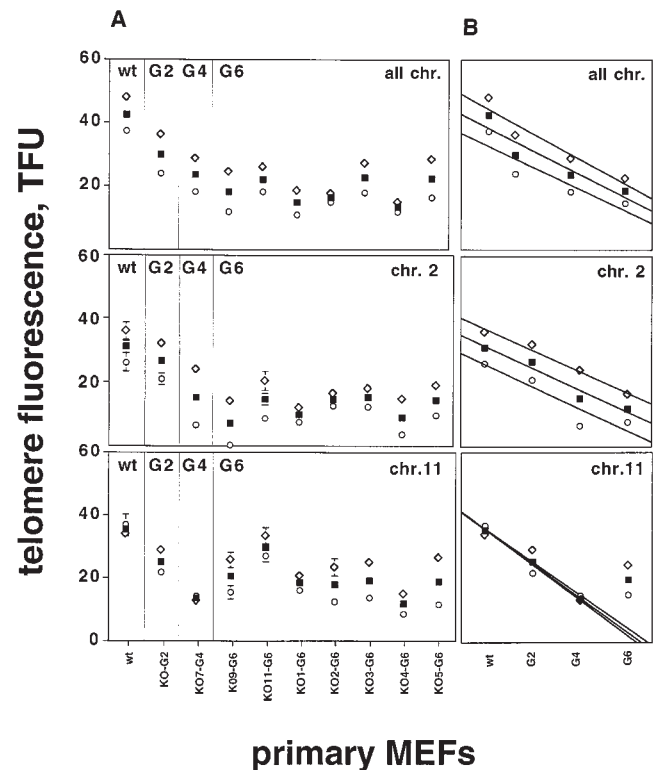 A
B
60
wt G2 G4 G6 all chr.
all chr.
40
20
60
wt G2 G4 G6 chr. 2
chr. 2
40
20
60
wt G2 G4 G6 chr.11
chr.11
40
20
0
telomere fluorescence, TFU
wt KO-G2 KO7-G4 K09-G6 KO11-G6 KO1-G6 KO2-G6 KO3-G6 KO4-G6 KO5-G6
wt G2 G4 G6
primary MEFs